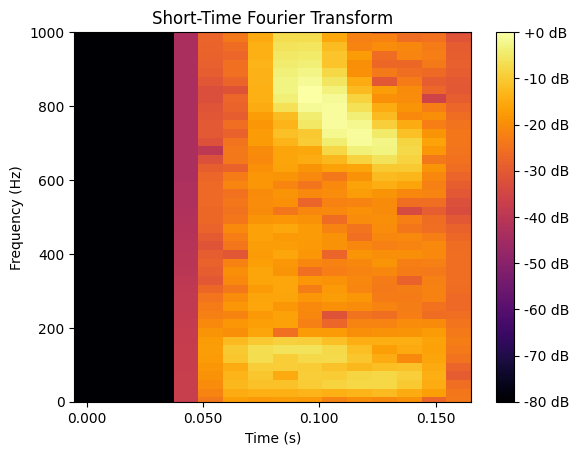 Short-Time Fourier Transform
1000
800
600
400
200
0
Frequency (Hz)
0.000
0.050
0.100
0.150
Time (s)
+0 dB
-10 dB
-20 dB
-30 dB
-40 dB
-50 dB
-60 dB
-70 dB
-80 dB